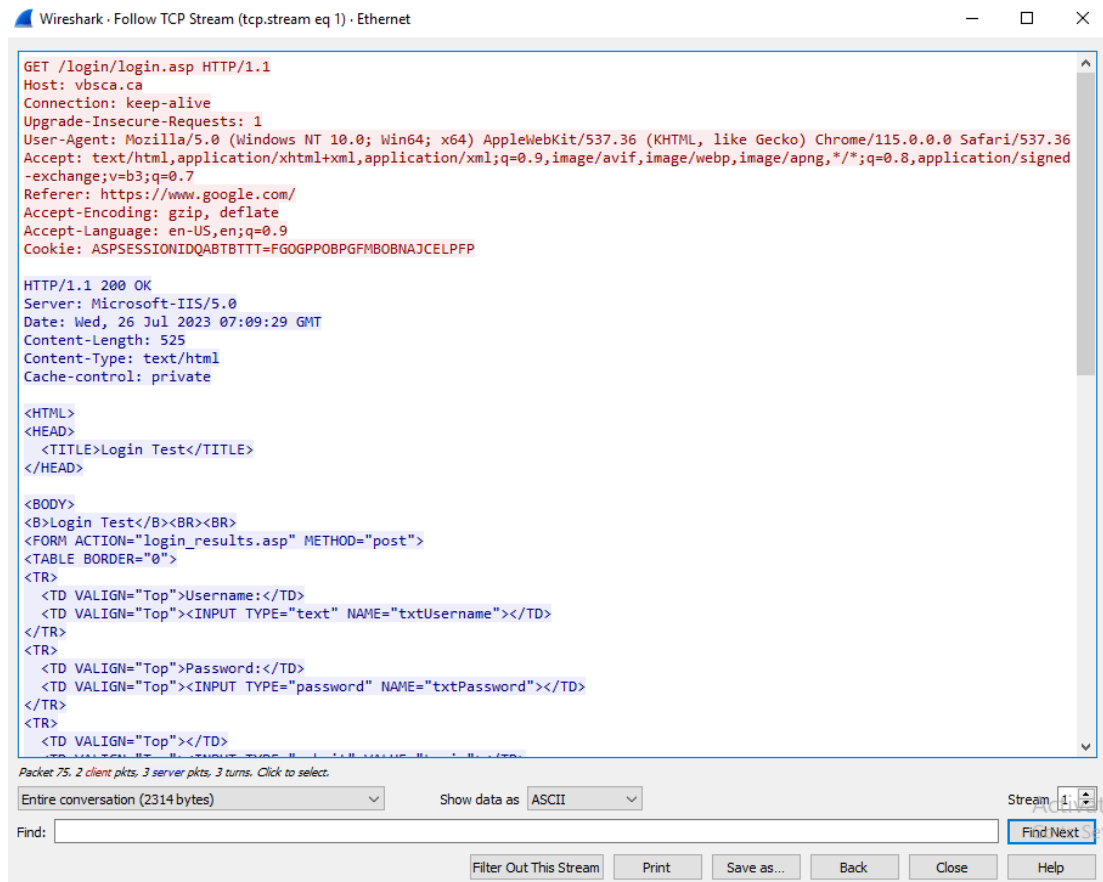 Wireshark · Follow TCP Stream (tcp.stream eq 1) · Ethernet
GET /login/login.asp HTTP/1.1
Host: vbsca.ca
Connection: keep-alive
Upgrade-Insecure-Requests: 1
User-Agent: Mozilla/5.0 (Windows NT 10.0; Win64; x64) AppleWebKit/537.36 (KHTML, like Gecko) Chrome/115.0.0.0 Safari/537.36
Accept: text/html,application/xhtml+xml,application/xml;q=0.9,image/avif,image/webp,image/apng,*/*;q=0.8,application/signed
-exchange;v=b3;q=0.7
Referer: https://www.google.com/
Accept-Encoding: gzip, deflate
Accept-Language: en-US,en;q=0.9
Cookie: ASPSESSIONIDQABTBTTT=FGOGPPOBPGFMBOBNAJCELPFP
HTTP/1.1 200 OK
Server: Microsoft-IIS/5.0
Date: Wed, 26 Jul 2023 07:09:29 GMT
Content-Length: 525
Content-Type: text/html
Cache-control: private
<HTML>
<HEAD>
<TITLE>Login Test</TITLE>
</HEAD>
<BODY>
<B>Login Test</B><BR><BR>
<FORM ACTION="login_results.asp" METHOD="post">
<TABLE BORDER="0">
<TR>
<TD VALIGN="Top">Username:</TD>
<TD VALIGN="Top"><INPUT TYPE="text" NAME="txtUsername"></TD>
</TR>
<TR>
<TD VALIGN="Top">Password:</TD>
<TD VALIGN="Top"><INPUT TYPE="password" NAME="txtPassword"></TD>
</TR>
<TR>
<TD VALIGN="Top"></TD>
Packet 75. 2 client pkts, 3 server pkts, 3 turns. Click to select.
Entire conversation (2314 bytes) Show data as ASCII Stream 1
Find: Find Next
Filter Out This Stream Print Save as... Back Close Help